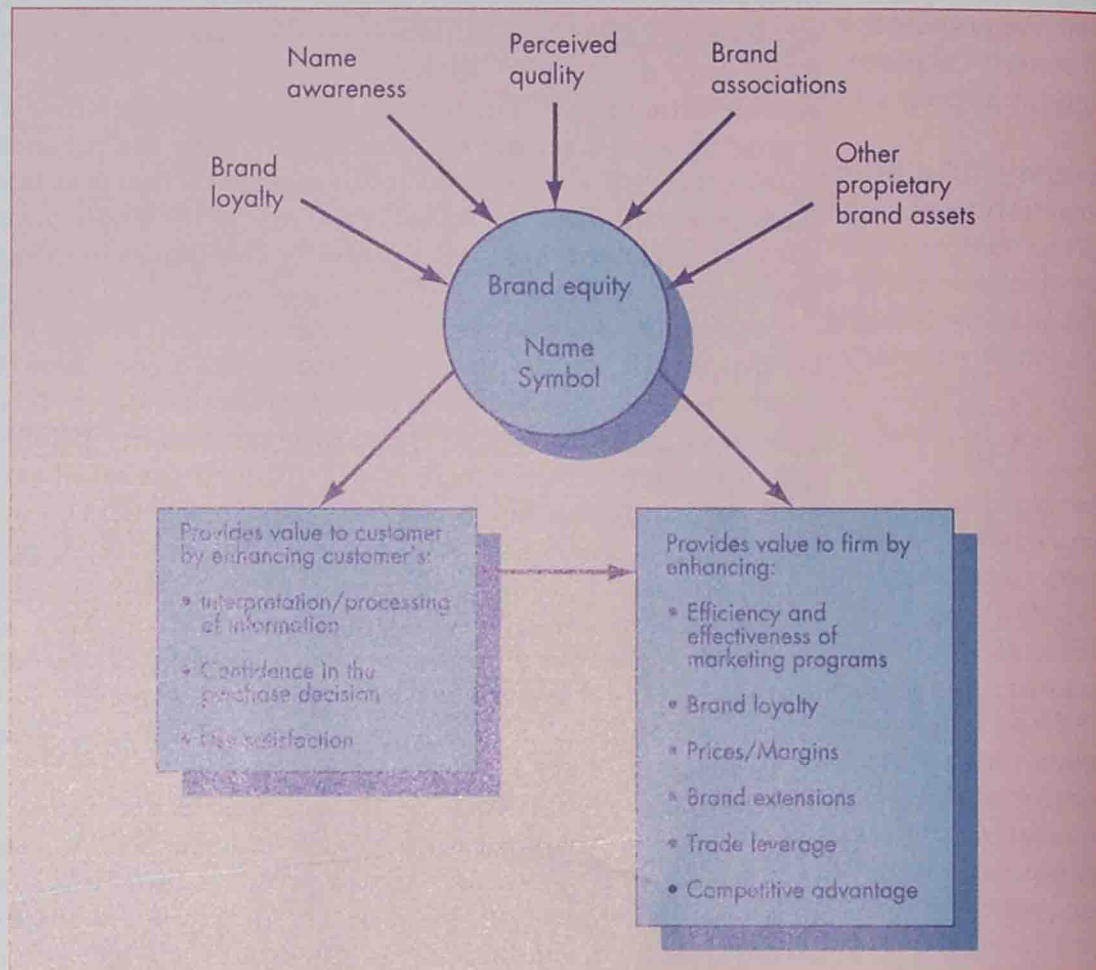 Name
awareness
Perceived
quality
Brand
associations
Brand
loyalty
Other
propietary
brand assets
Brand equity
Name
Symbol
Provides value to customer
by enhancing customer's:
• Interpretation/processing
of information
• Confidence in the
purchase decision
• Use satisfaction
Provides value to firm by
enhancing:
• Efficiency and
effectiveness of
marketing programs
• Brand loyalty
• Prices/Margins
• Brand extensions
• Trade leverage
• Competitive advantage